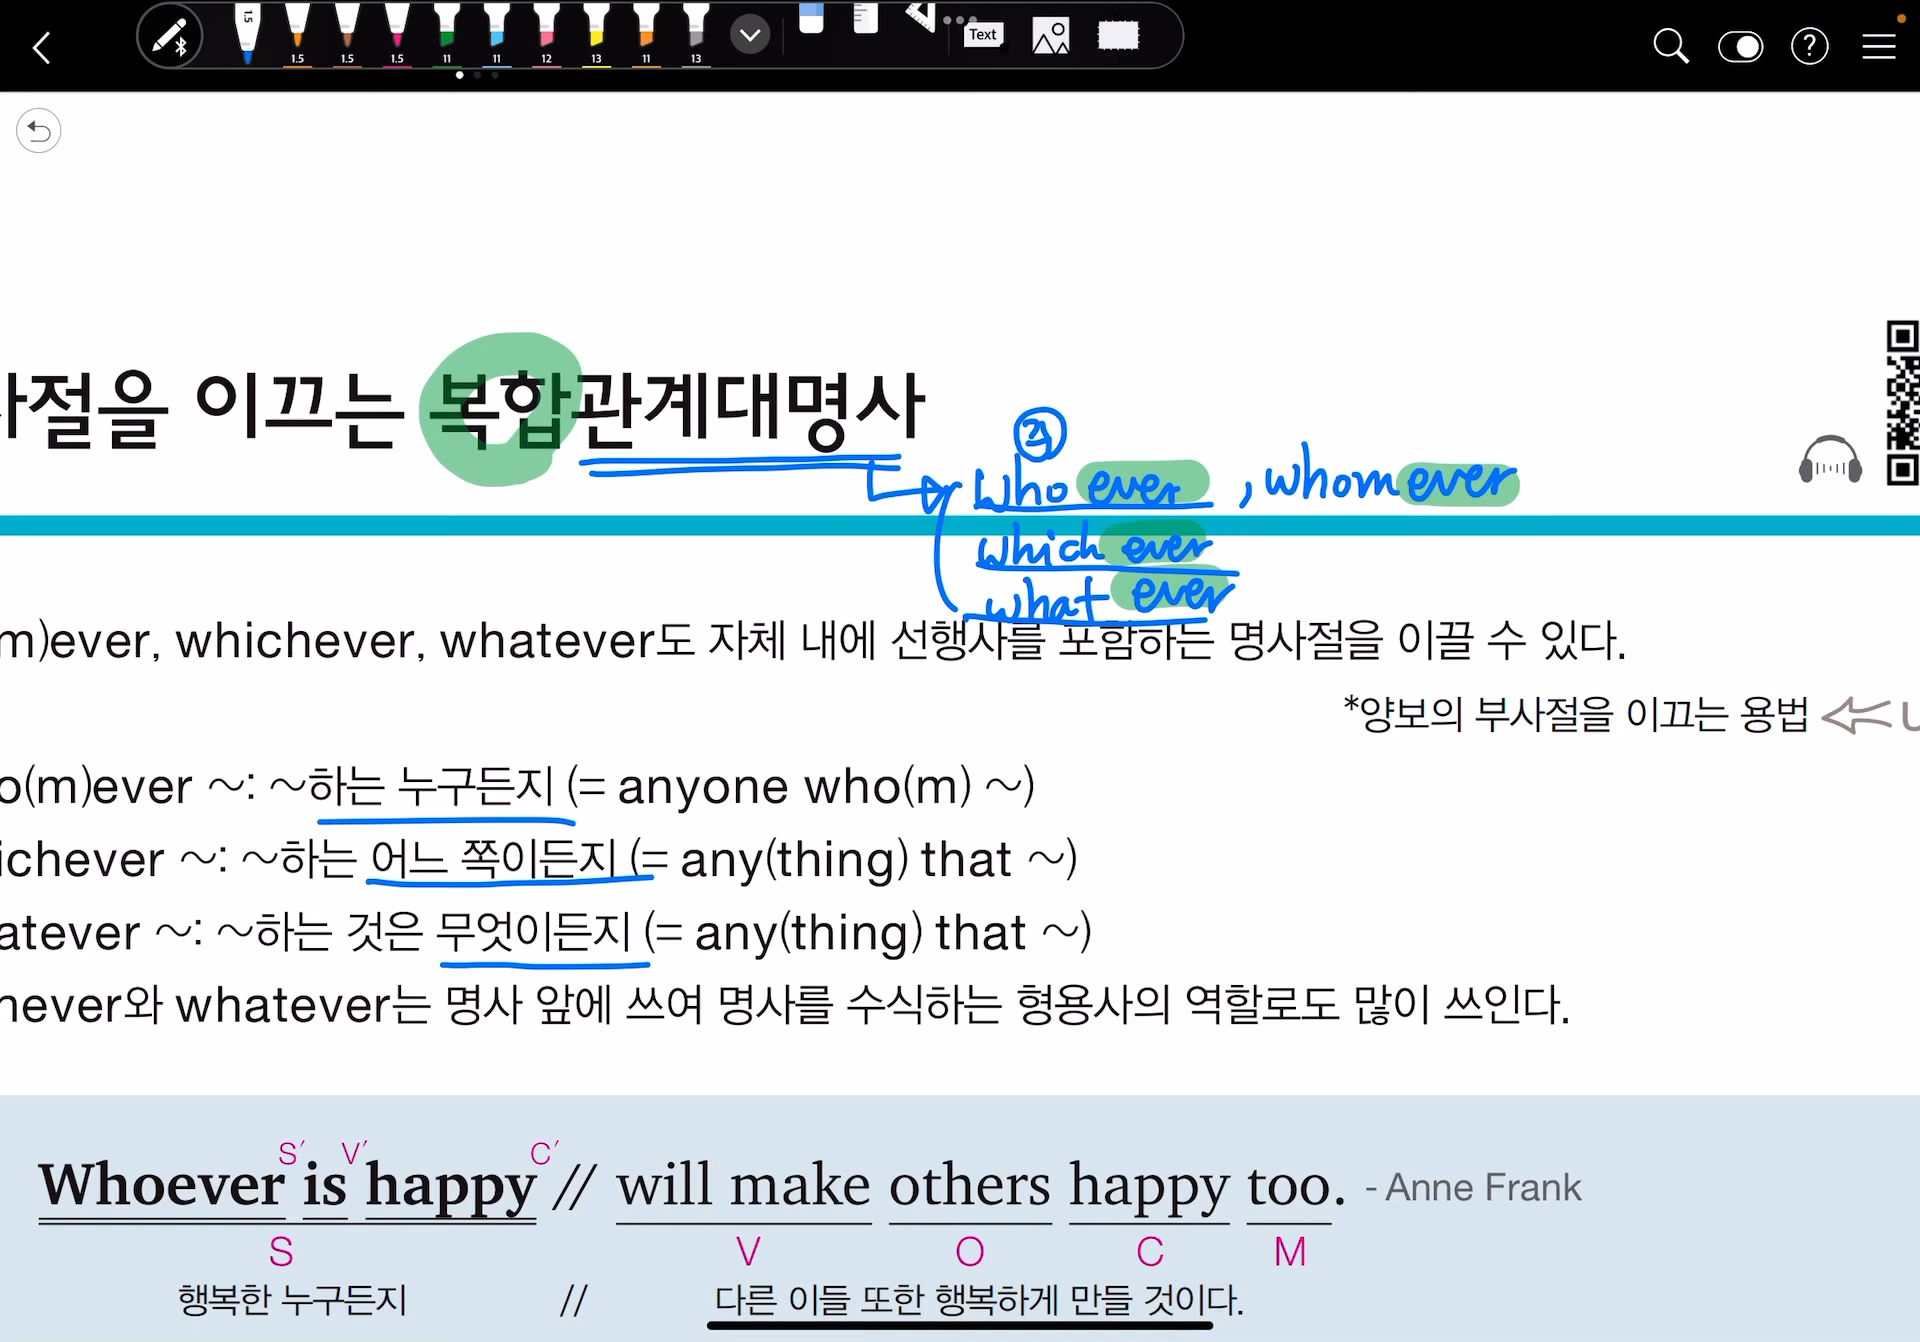 1.5 1.5 1.5 1.5 11 11 12 13 11 13 Text
사절을 이끄는 복합관계대명사
주
whoever, whomever
whichever
whatever
m)ever, whichever, whatever도 자체 내에 선행사를 포함하는 명사절을 이끌 수 있다.
*양보의 부사절을 이끄는 용법 ← U
o(m)ever ~: ~하는 누구든지 (= anyone who(m) ~)
ichever ~: ~하는 어느 쪽이든지 (= any(thing) that ~)
atever ~: ~하는 것은 무엇이든지 (= any(thing) that ~)
hever와 whatever는 명사 앞에 쓰여 명사를 수식하는 형용사의 역할로도 많이 쓰인다.
S′ V′ C′
Whoever is happy // will make others happy too. - Anne Frank
S V O C M
행복한 누구든지 // 다른 이들 또한 행복하게 만들 것이다.